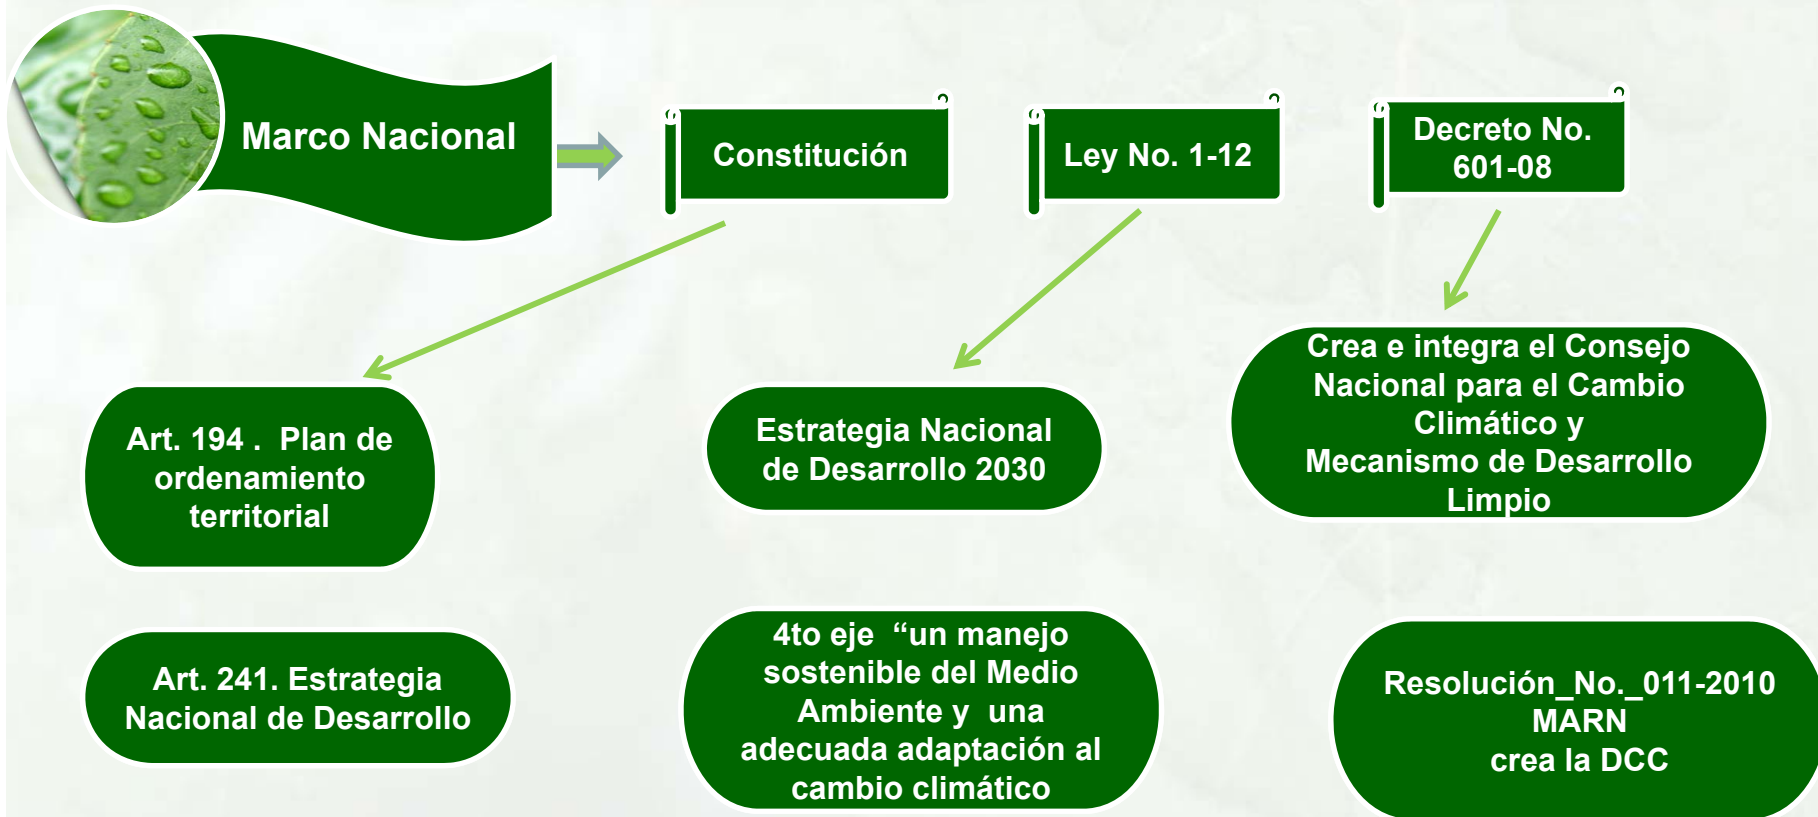 Marco Nacional
Constitución
Ley No. 1-12
Decreto No.
601-08
Art. 194 . Plan de
ordenamiento
territorial
Estrategia Nacional
de Desarrollo 2030
Crea e integra el Consejo
Nacional para el Cambio
Climático y
Mecanismo de Desarrollo
Limpio
Art. 241. Estrategia
Nacional de Desarrollo
4to eje “un manejo
sostenible del Medio
Ambiente y una
adecuada adaptación al
cambio climático
Resolución_No._011-2010
MARN
crea la DCC